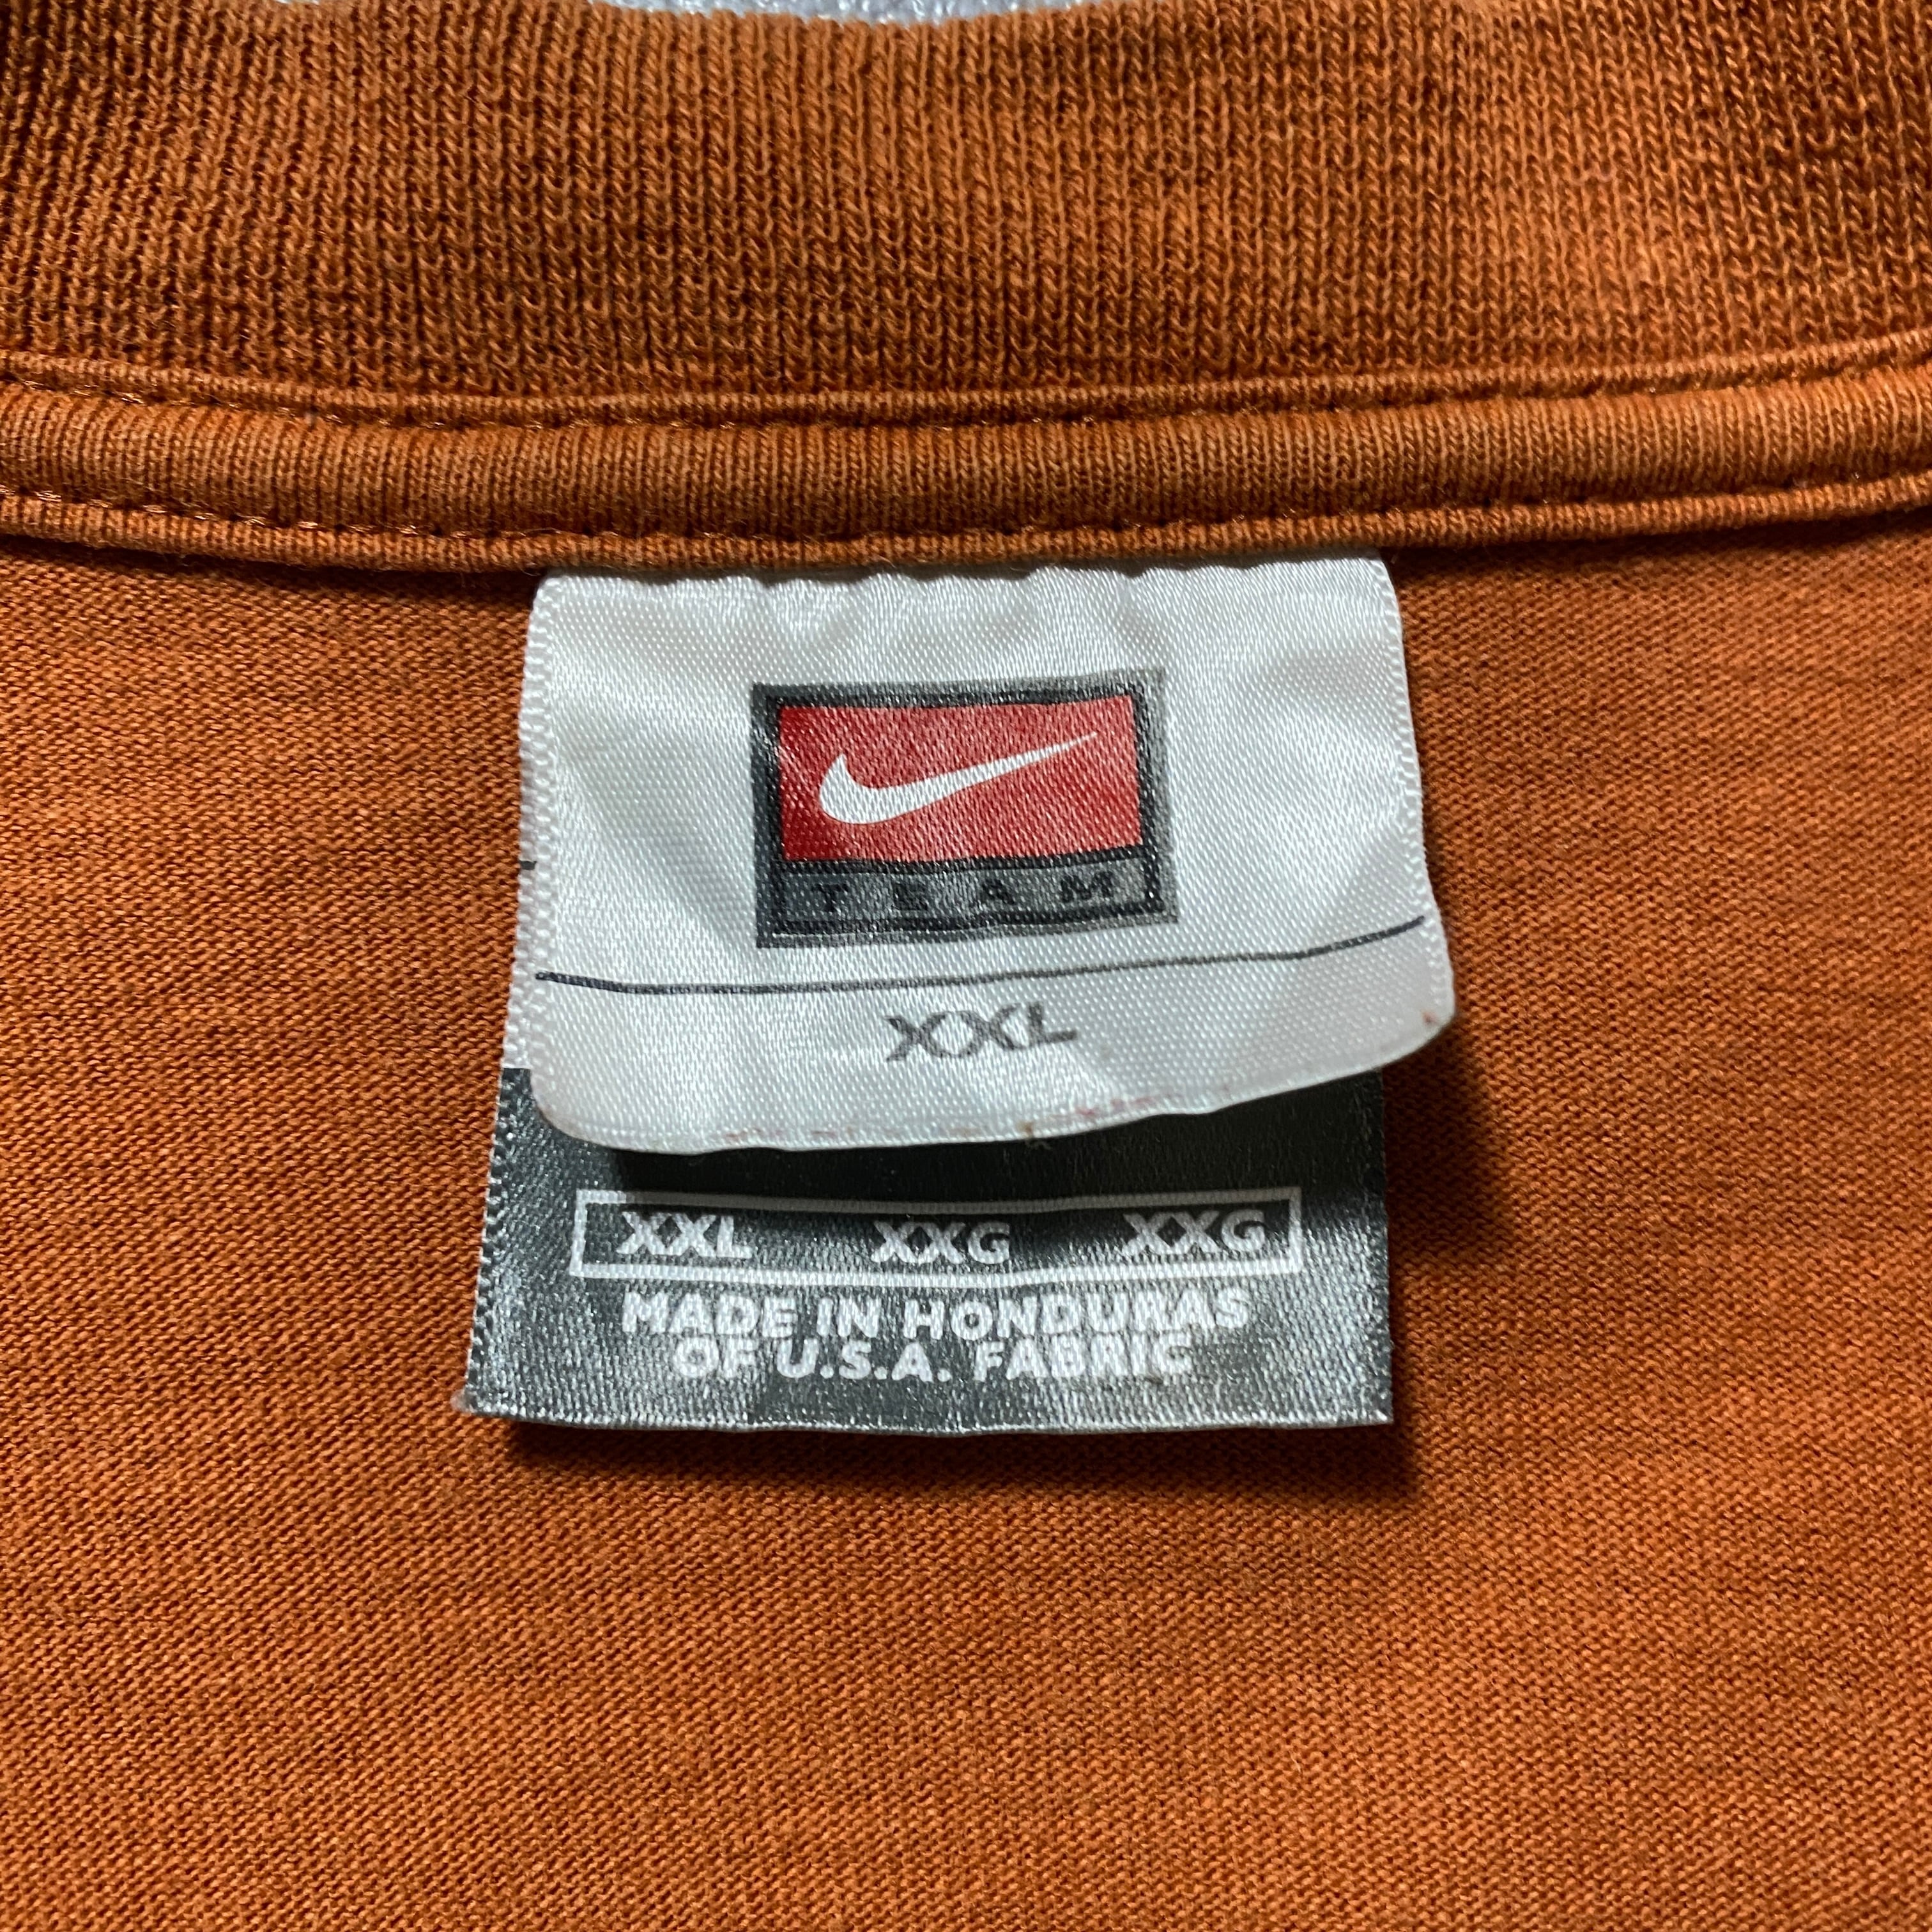 TEAM
XXL
XXL XXG XXG
MADE IN HONDURAS
OF U.S.A. FABRIC